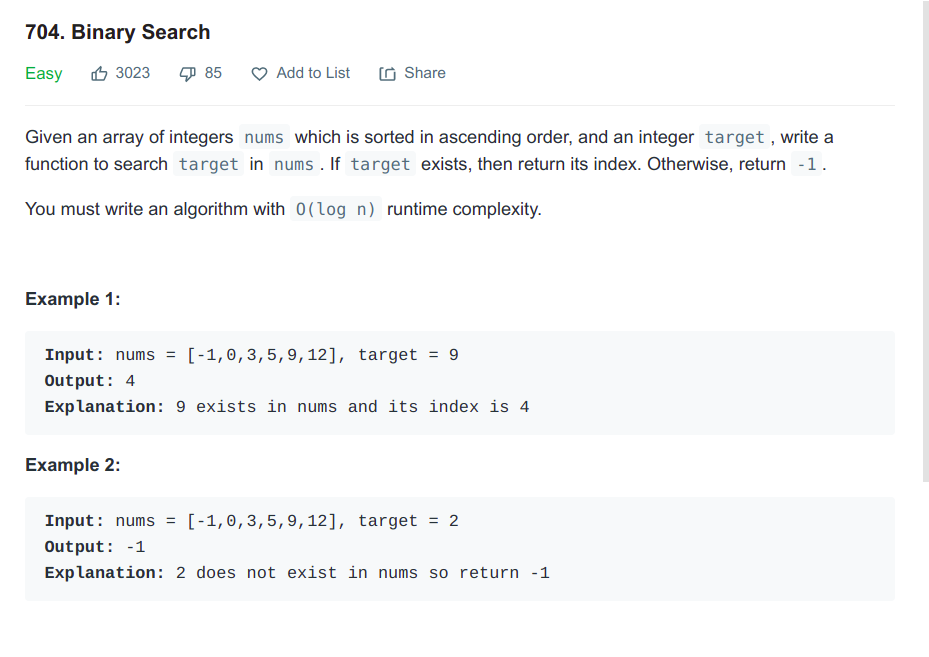 704. Binary Search
Easy 3023 85 Add to List Share
Given an array of integers nums which is sorted in ascending order, and an integer target , write a
function to search target in nums . If target exists, then return its index. Otherwise, return -1 .
You must write an algorithm with O(log n) runtime complexity.
Example 1:
Input: nums = [-1,0,3,5,9,12], target = 9
Output: 4
Explanation: 9 exists in nums and its index is 4
Example 2:
Input: nums = [-1,0,3,5,9,12], target = 2
Output: -1
Explanation: 2 does not exist in nums so return -1